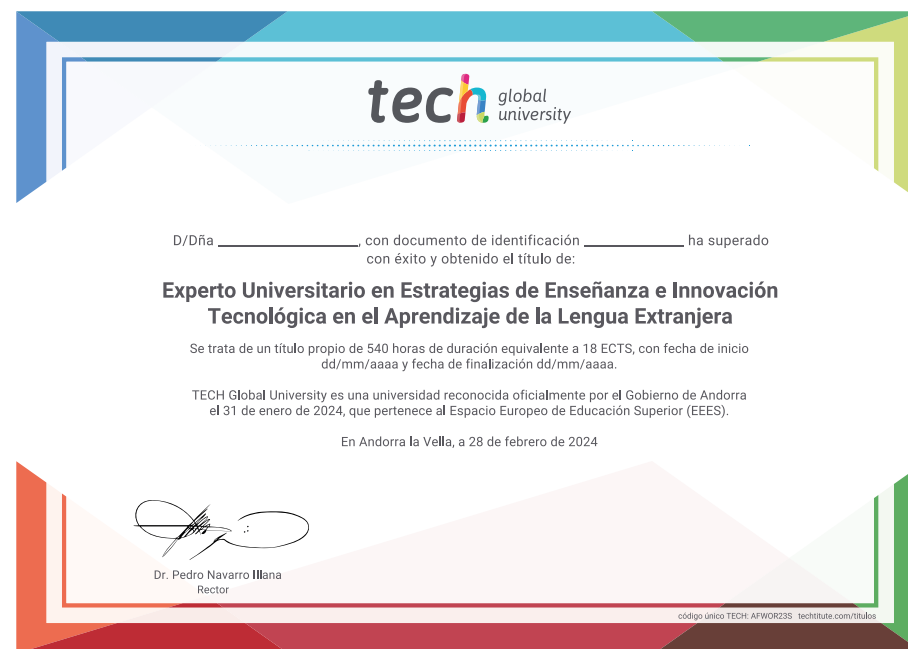 tech global university
D/Dña ____________, con documento de identificación ____________ ha superado
con éxito y obtenido el título de:
Experto Universitario en Estrategias de Enseñanza e Innovación
Tecnológica en el Aprendizaje de la Lengua Extranjera
Se trata de un título propio de 540 horas de duración equivalente a 18 ECTS, con fecha de inicio
dd/mm/aaaa y fecha de finalización dd/mm/aaaa.
TECH Global University es una universidad reconocida oficialmente por el Gobierno de Andorra
el 31 de enero de 2024, que pertenece al Espacio Europeo de Educación Superior (EEES).
En Andorra la Vella, a 28 de febrero de 2024
Dr. Pedro Navarro Illana
Rector
código único TECH: AFWOR23S techtitute.com/titulos